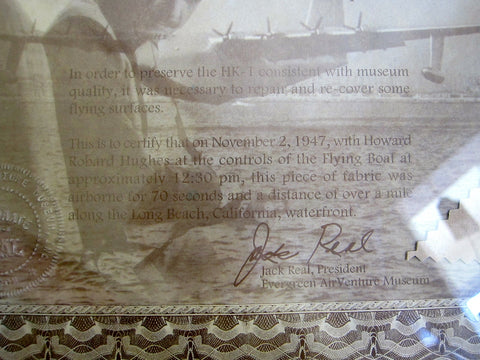 In order to preserve the HK-1 consistent with museum
quality, it was necessary to repair and re-cover some
flying surfaces.
This is to certify that on November 2, 1947, with Howard
Robard Hughes at the controls of the Flying Boat at
approximately 12:30 pm, this piece of fabric was
airborne for 70 seconds and a distance of over a mile
along the Long Beach, California, waterfront.
Jack Real
Jack Real, President
Evergreen AirVenture Museum